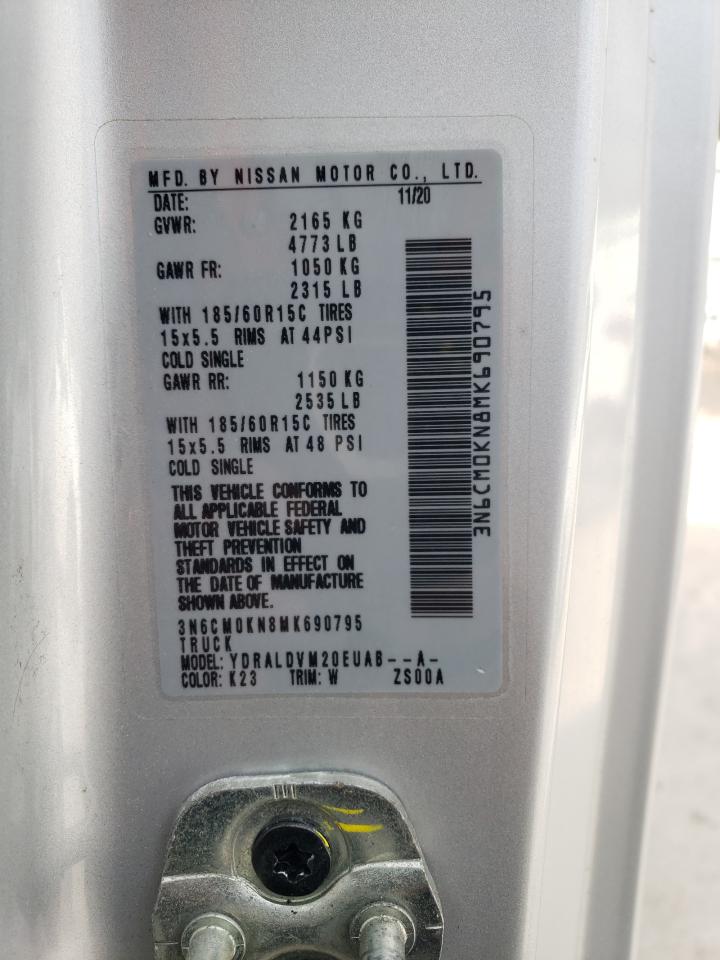 MFD. BY NISSAN MOTOR CO., LTD.
DATE: 11/20
GVWR: 2165 KG
4773 LB
GAWR FR: 1050 KG
2315 LB
WITH 185/60R15C TIRES
15x5.5 RIMS AT 44PSI
COLD SINGLE
GAWR RR: 1150 KG
2535 LB
WITH 185/60R15C TIRES
15x5.5 RIMS AT 48 PSI
COLD SINGLE
THIS VEHICLE CONFORMS TO
ALL APPLICABLE FEDERAL
MOTOR VEHICLE SAFETY AND
THEFT PREVENTION
STANDARDS IN EFFECT ON
THE DATE OF MANUFACTURE
SHOWN ABOVE.
3N6CM0KN8MK690795
TRUCK
MODEL: YDRALDVM20EUAB--A-
COLOR: K23 TRIM: W ZS00A
3N6CM0KN8MK690795